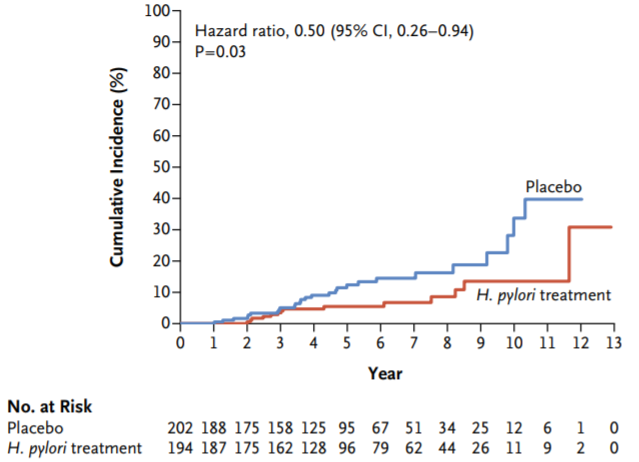 Hazard ratio, 0.50 (95% CI, 0.26–0.94)
P=0.03
Cumulative Incidence (%)
100
90
80
70
60
50
40
30
20
10
0
Placebo
H. pylori treatment
0 1 2 3 4 5 6 7 8 9 10 11 12 13
Year
No. at Risk
Placebo 202 188 175 158 125 95 67 51 34 25 12 6 1 0
H. pylori treatment 194 187 175 162 128 96 79 62 44 26 11 9 2 0